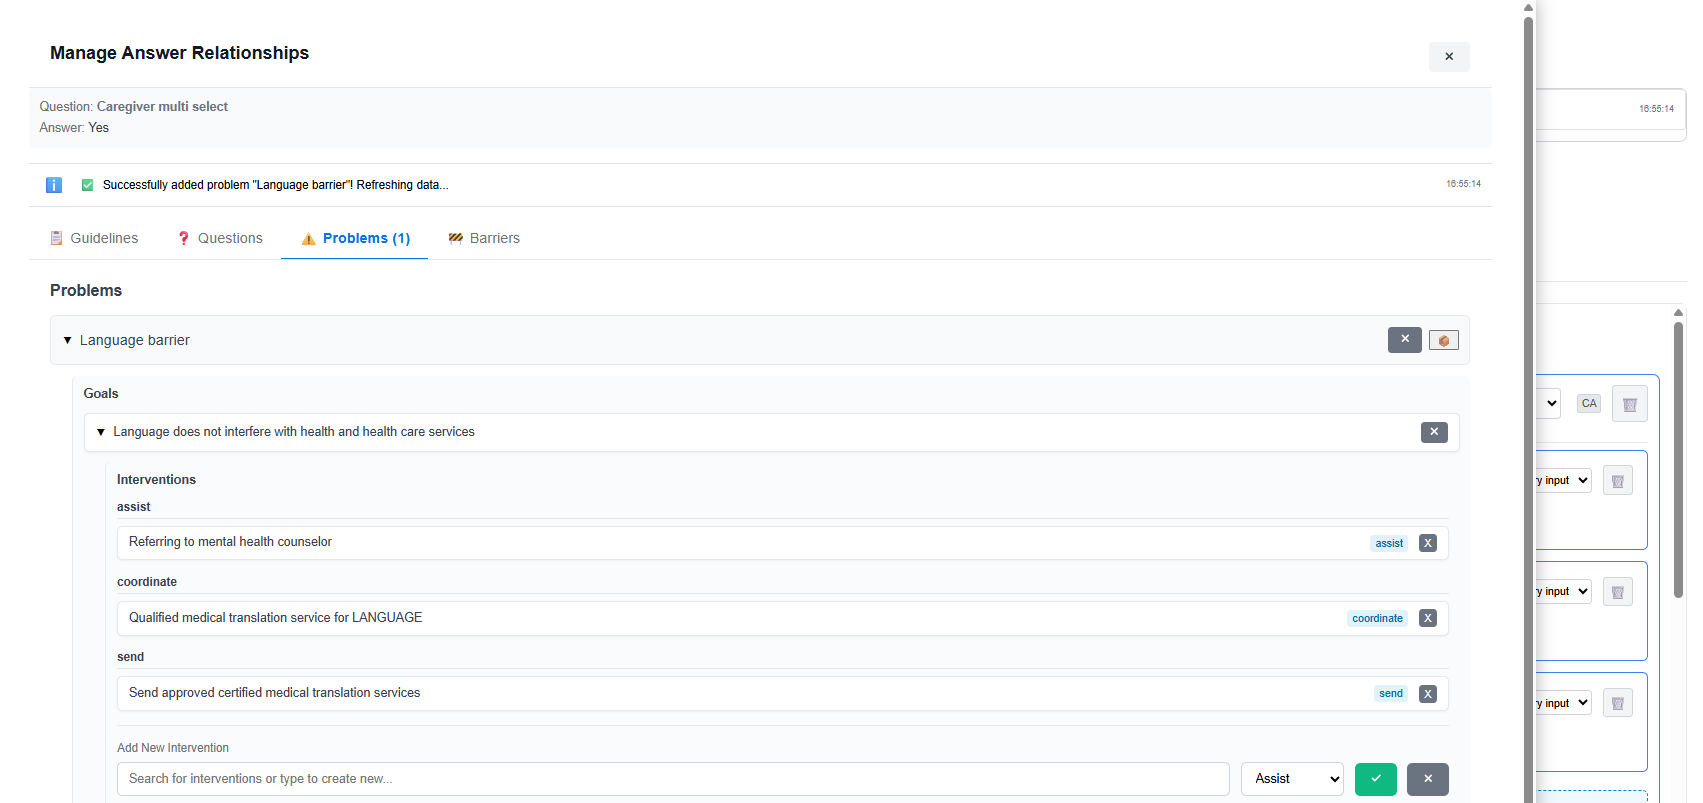 Manage Answer Relationships
×
Question: Caregiver multi select
Answer: Yes
16:55:14
i Successfully added problem "Language barrier"! Refreshing data...
16:55:14
Guidelines
Questions
Problems (1)
Barriers
Problems
Language barrier
×
Goals
Language does not interfere with health and health care services
×
CA
Interventions
y input
assist
Referring to mental health counselor
assist
X
coordinate
y input
Qualified medical translation service for LANGUAGE
coordinate
X
send
Send approved certified medical translation services
send
X
y input
Add New Intervention
Search for interventions or type to create new...
Assist
×